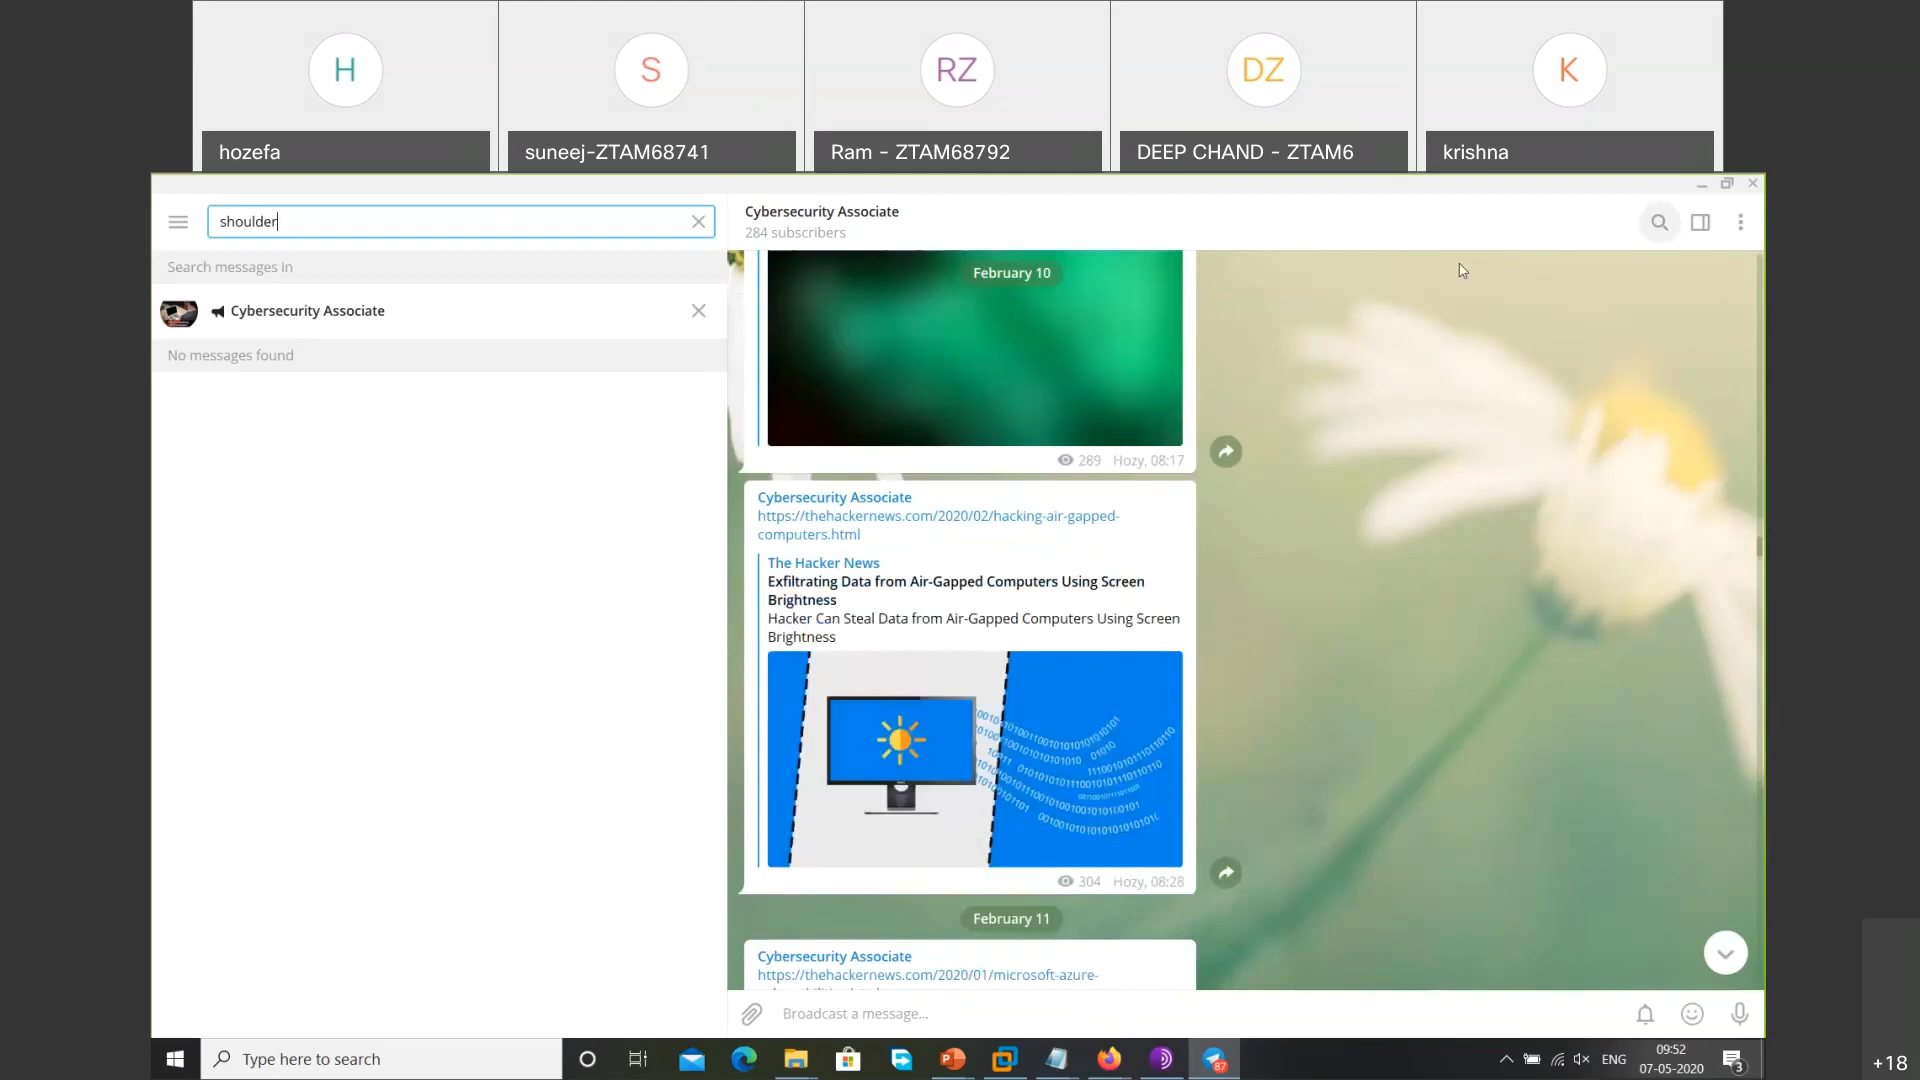 H
S
RZ
DZ
K
hozefa
suneej-ZTAM68741
Ram - ZTAM68792
DEEP CHAND - ZTAM6
krishna
shoulder
Search messages in
Cybersecurity Associate
No messages found
Cybersecurity Associate
284 subscribers
February 10
289 Hozy, 08:17
Cybersecurity Associate
https://thehackernews.com/2020/02/hacking-air-gapped-
computers.html
The Hacker News
Exfiltrating Data from Air-Gapped Computers Using Screen
Brightness
Hacker Can Steal Data from Air-Gapped Computers Using Screen
Brightness
304 Hozy, 08:28
February 11
Cybersecurity Associate
https://thehackernews.com/2020/01/microsoft-azure-
Broadcast a message...
Type here to search
87
ENG
09:52
07-05-2020
3
+18